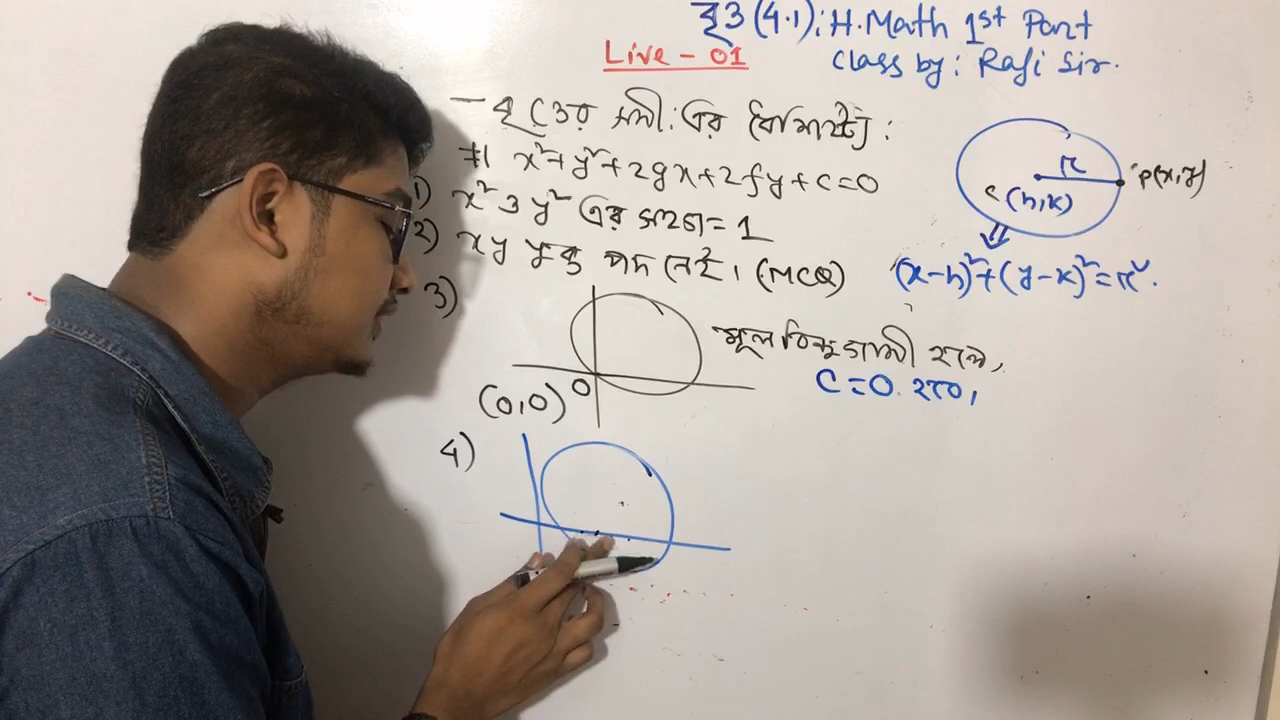 বৃত্ত (4.1): H.Math 1st Part
Live - 01
Class by: Rafi Sir.
- বৃত্তের সমী: এর বৈশিষ্ট্য:
#1 x²+y²+2gx+2fy+c=0
1) x² ও y² এর সহগ = 1
2) xy যুক্ত পদ নেই। (MCQ)
3)
মূলবিন্দুগামী হলে,
C=0 হবে,
0
(0,0)
4)
r
P(x,y)
c (h,k)
(x-h)²+(y-k)²=r².